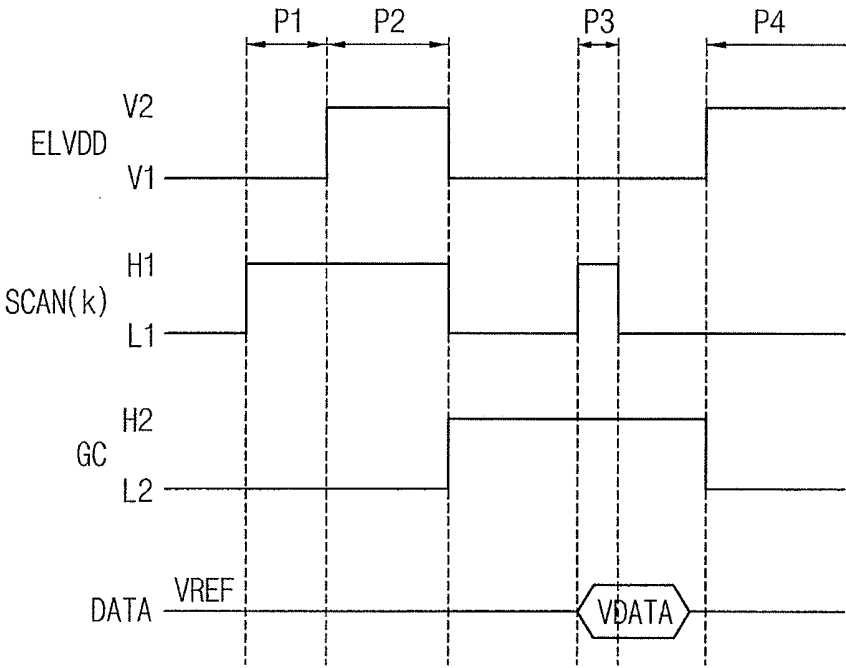 P1 P2 P3 P4
V2
ELVDD
V1
H1
SCAN(k)
L1
H2
GC
L2
VREF
DATA VDATA